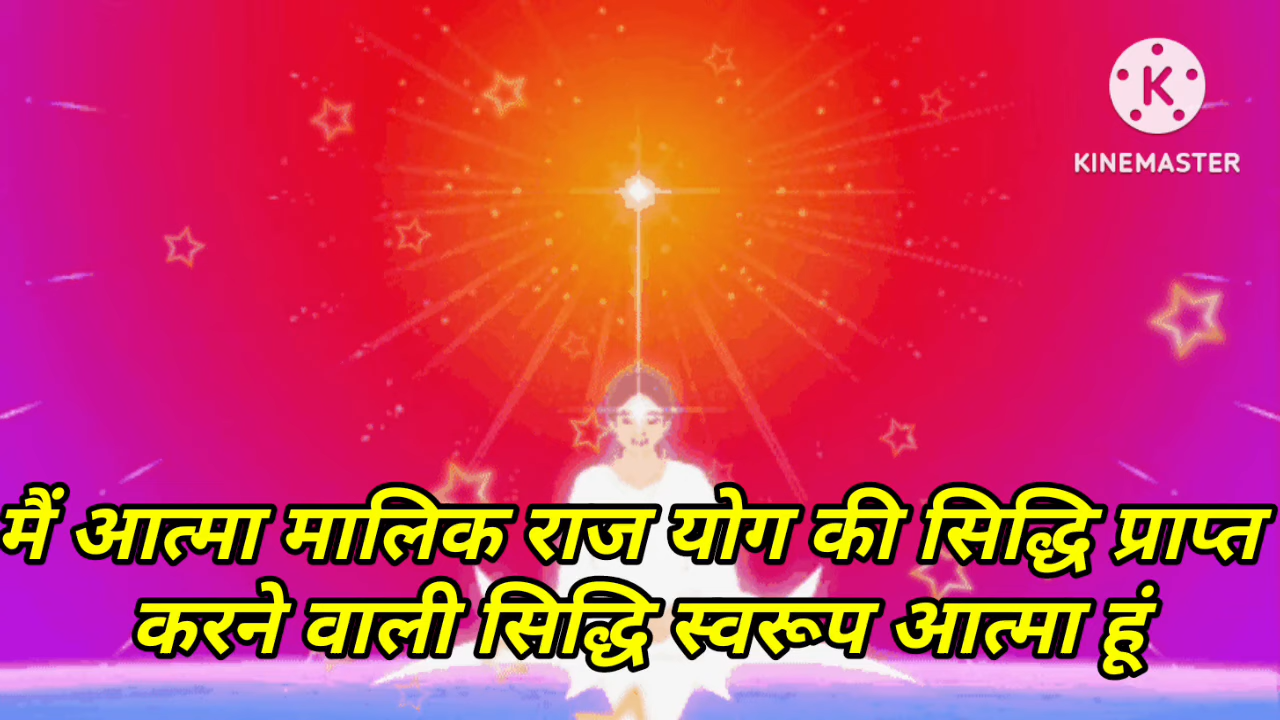 K
KINEMASTER
मैं आत्मा मालिक राज योग की सिद्धि प्राप्त
करने वाली सिद्धि स्वरूप आत्मा हूं